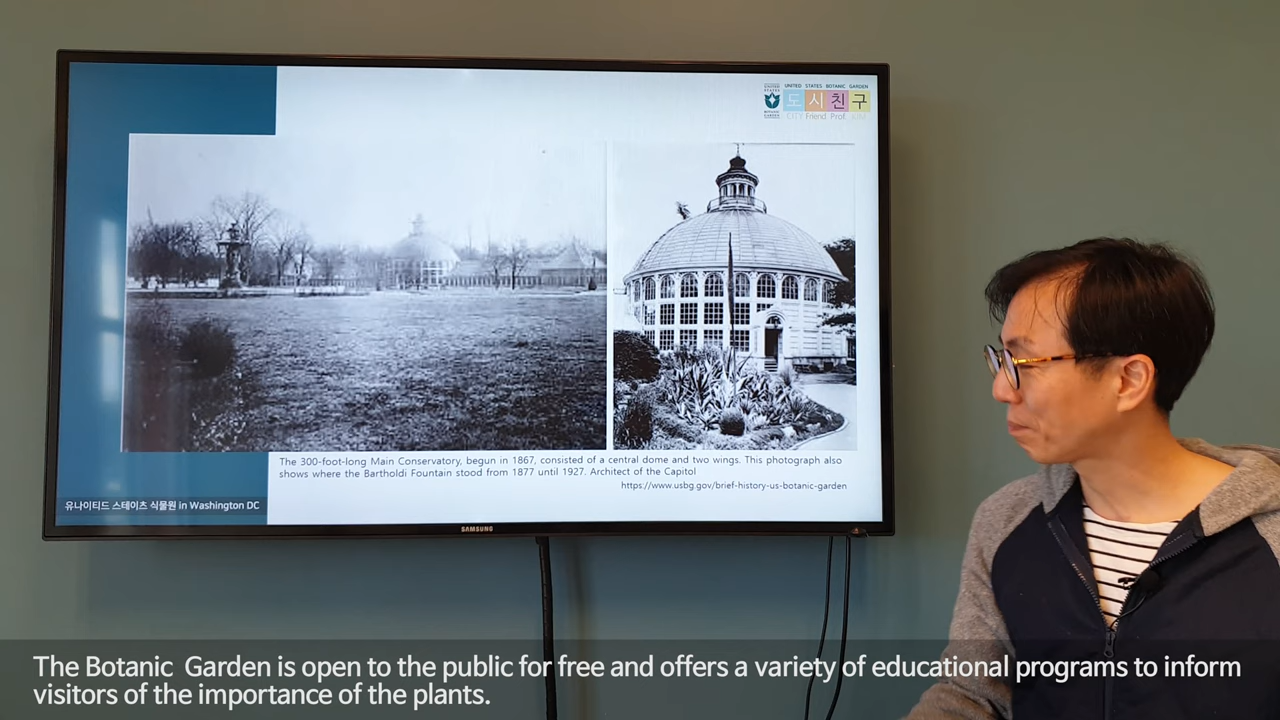 UNITED STATES BOTANIC GARDEN
도시친구
CITY Friend Prof. KIM
The 300-foot-long Main Conservatory, begun in 1867, consisted of a central dome and two wings. This photograph also
shows where the Bartholdi Fountain stood from 1877 until 1927. Architect of the Capitol
https://www.usbg.gov/brief-history-us-botanic-garden
유나이티드 스테이츠 식물원 in Washington DC
SAMSUNG
The Botanic Garden is open to the public for free and offers a variety of educational programs to inform
visitors of the importance of the plants.